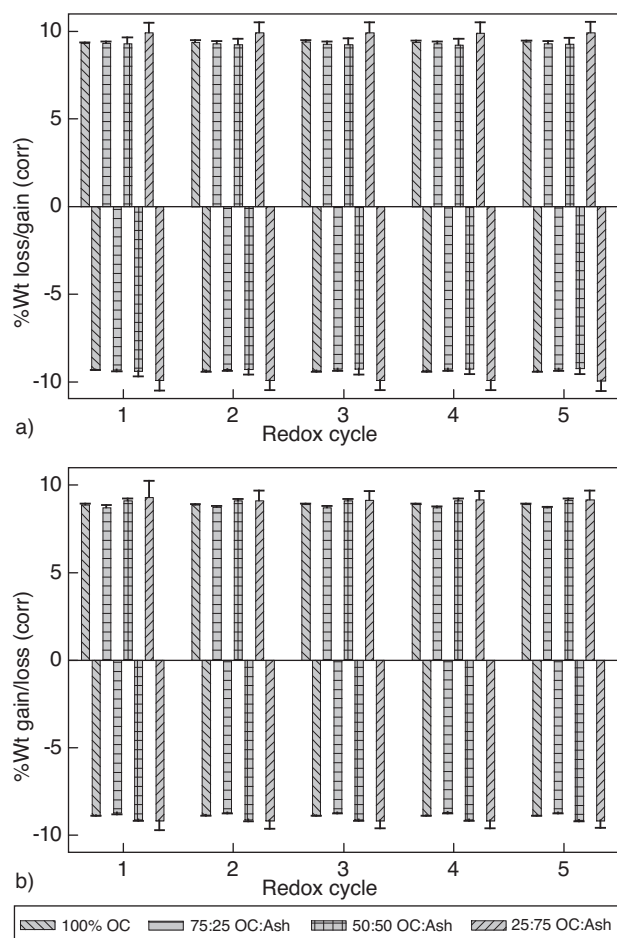 10
5
0
-5
-10
%Wt loss/gain (corr)
1 2 3 4 5
a) Redox cycle
10
5
0
-5
-10
%Wt gain/loss (corr)
1 2 3 4 5
b) Redox cycle
100% OC 75:25 OC:Ash 50:50 OC:Ash 25:75 OC:Ash